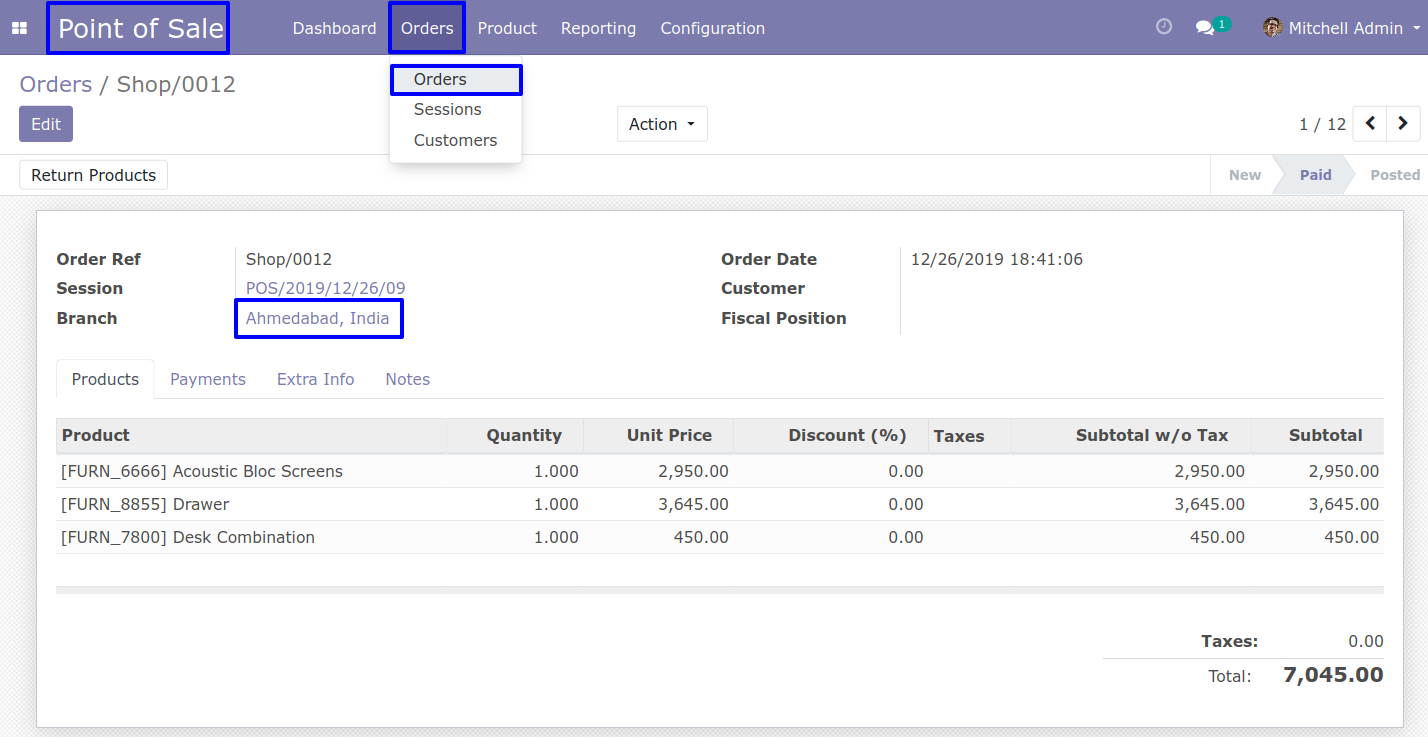 Point of Sale Dashboard Orders Product Reporting Configuration 1 Mitchell Admin
Orders
Sessions
Customers
Orders / Shop/0012
Edit Action 1 / 12
Return Products New Paid Posted
Order Ref Shop/0012 Order Date 12/26/2019 18:41:06
Session POS/2019/12/26/09 Customer
Branch Ahmedabad, India Fiscal Position
Products Payments Extra Info Notes
Product Quantity Unit Price Discount (%) Taxes Subtotal w/o Tax Subtotal
[FURN_6666] Acoustic Bloc Screens 1.000 2,950.00 0.00 2,950.00 2,950.00
[FURN_8855] Drawer 1.000 3,645.00 0.00 3,645.00 3,645.00
[FURN_7800] Desk Combination 1.000 450.00 0.00 450.00 450.00
Taxes: 0.00
Total: 7,045.00